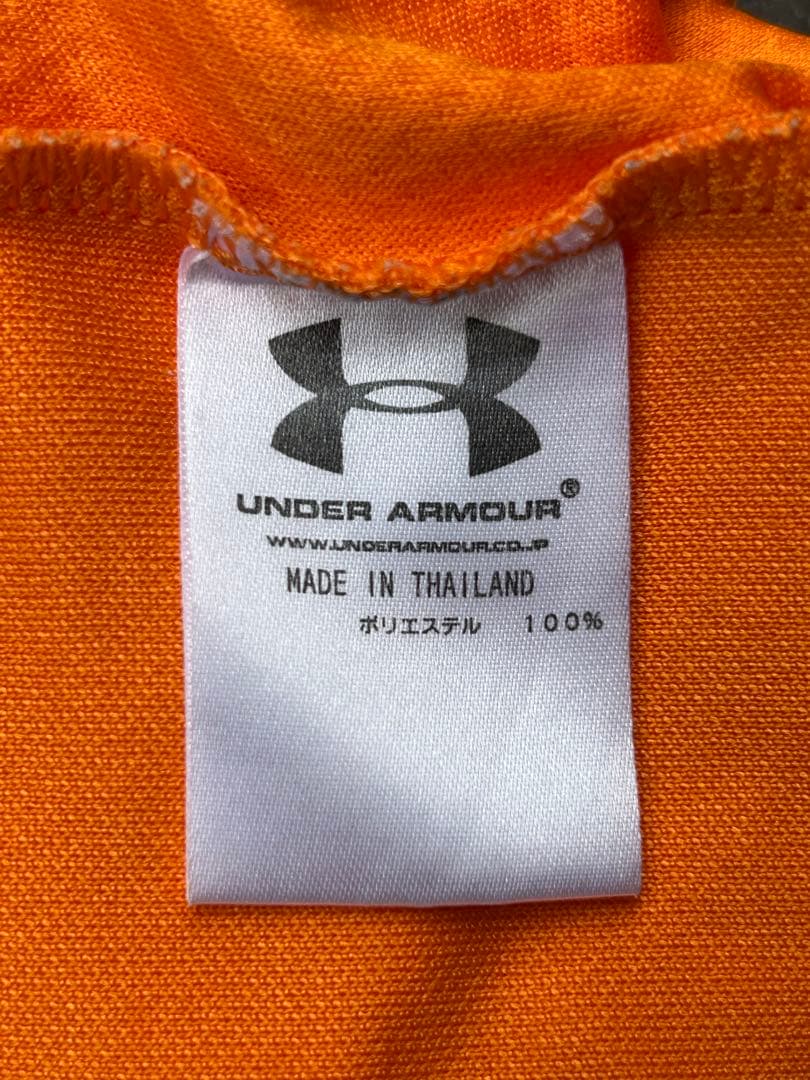 UNDER ARMOUR®
WWW.UNDERARMOUR.CO.JP
MADE IN THAILAND
ポリエステル 100%